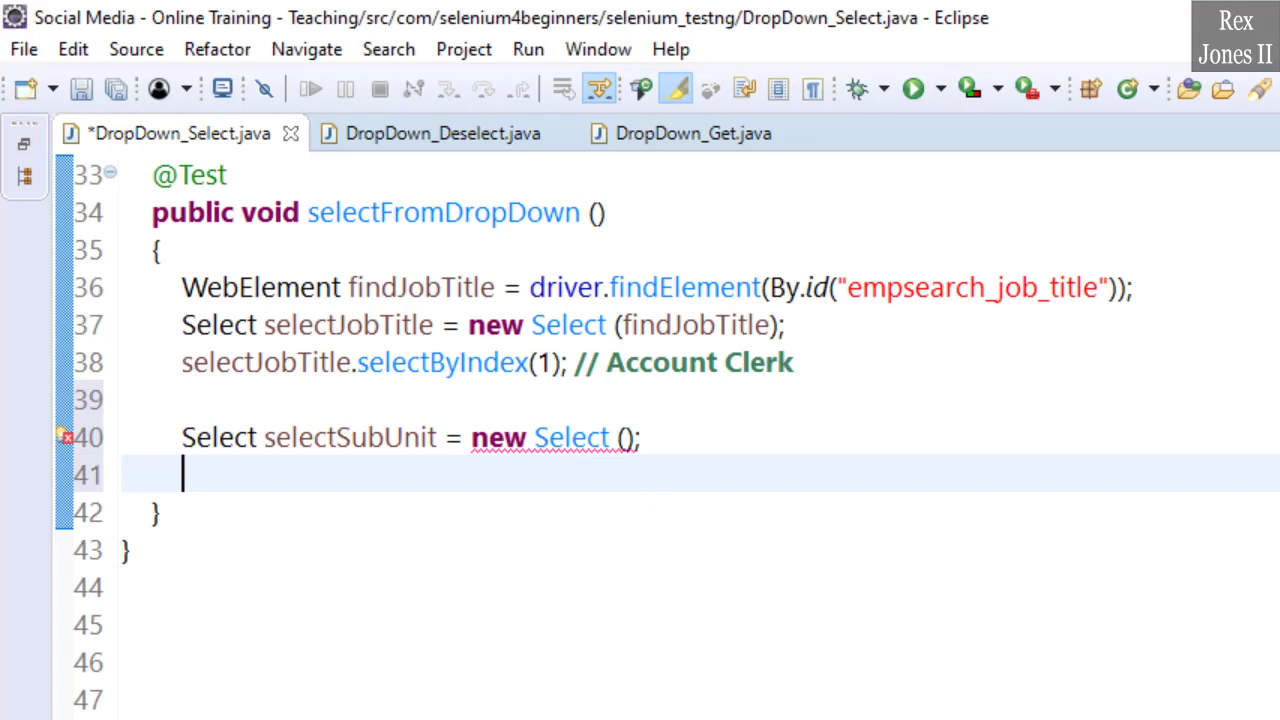 Social Media - Online Training - Teaching/src/com/selenium4beginners/selenium_testng/DropDown_Select.java - Eclipse
Rex
Jones II
File Edit Source Refactor Navigate Search Project Run Window Help
*DropDown_Select.java DropDown_Deselect.java DropDown_Get.java
33 @Test
34 public void selectFromDropDown ()
35 {
36 WebElement findJobTitle = driver.findElement(By.id("empsearch_job_title"));
37 Select selectJobTitle = new Select (findJobTitle);
38 selectJobTitle.selectByIndex(1); // Account Clerk
39
40 Select selectSubUnit = new Select ();
41
42 }
43 }
44
45
46
47